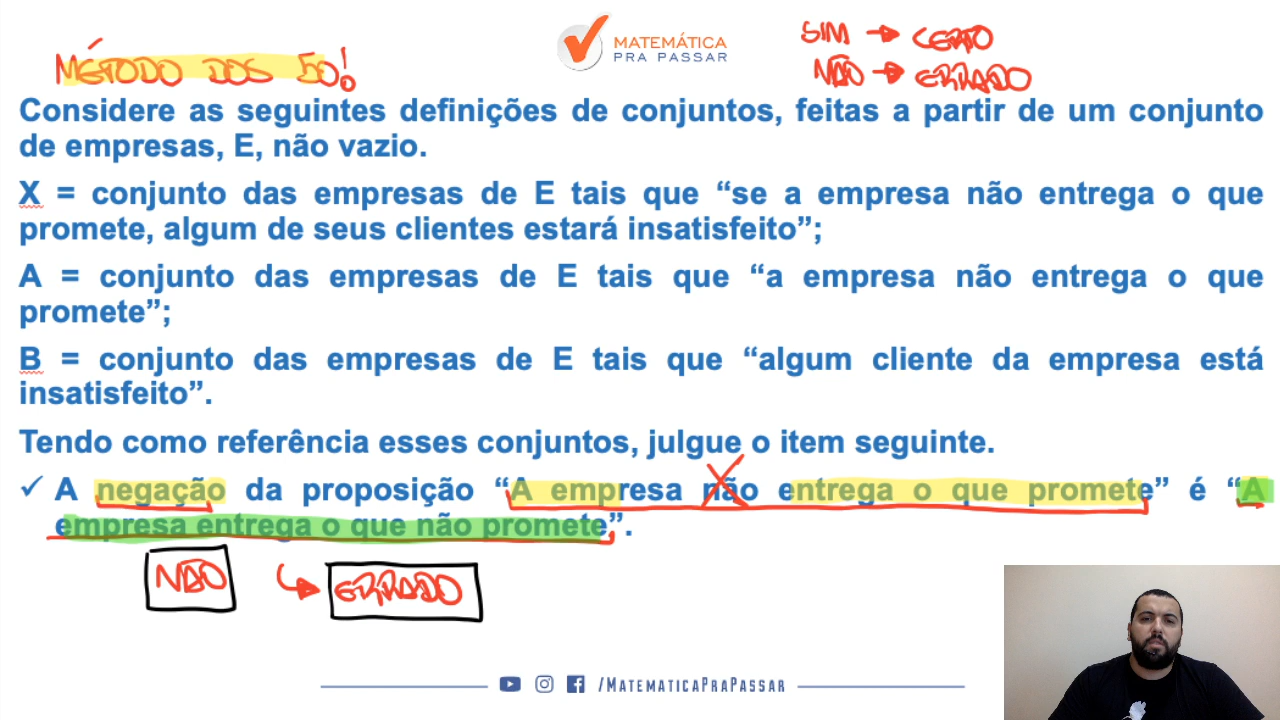 MÉTODO DOS 50!
MATEMÁTICA
PRA PASSAR
SIM → CERTO
NÃO → ERRADO
Considere as seguintes definições de conjuntos, feitas a partir de um conjunto
de empresas, E, não vazio.
X = conjunto das empresas de E tais que “se a empresa não entrega o que
promete, algum de seus clientes estará insatisfeito”;
A = conjunto das empresas de E tais que “a empresa não entrega o que
promete”;
B = conjunto das empresas de E tais que “algum cliente da empresa está
insatisfeito”.
Tendo como referência esses conjuntos, julgue o item seguinte.
✓ A negação da proposição “A empresa não entrega o que promete” é “A
empresa entrega o que não promete”.
NÃO → ERRADO
/MATEMATICAPRAPASSAR